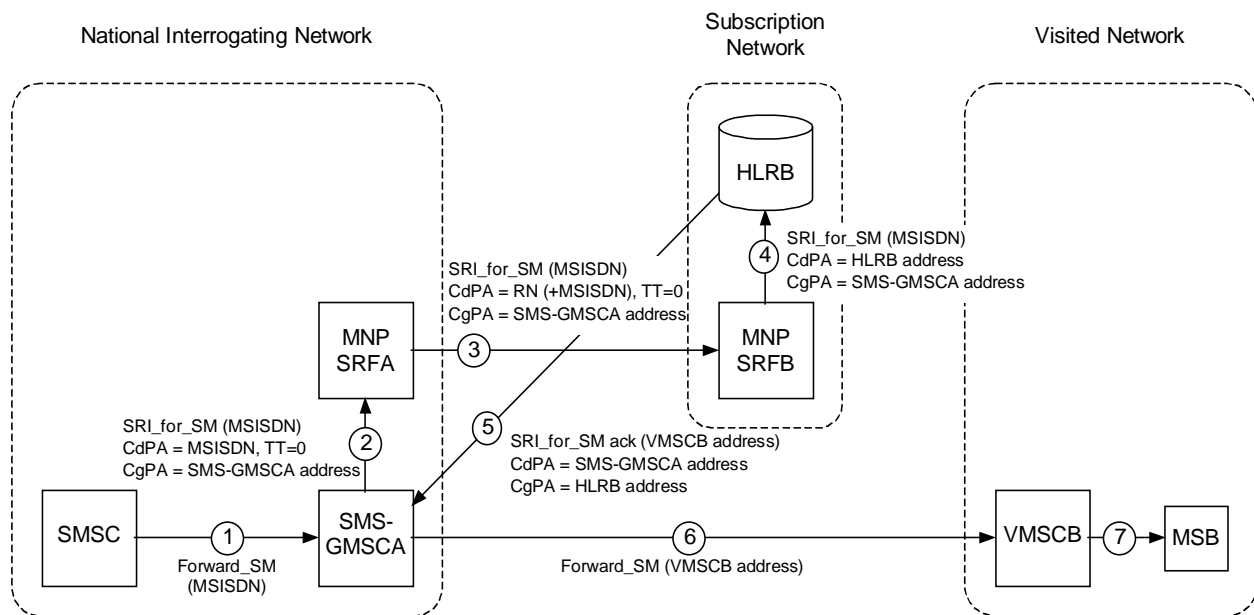 National Interrogating Network
Subscription
Network
Visited Network
HLRB
SRI_for_SM (MSISDN)
CdPA = HLRB address
CgPA = SMS-GMSCA address
4
SRI_for_SM (MSISDN)
CdPA = RN (+MSISDN), TT=0
CgPA = SMS-GMSCA address
MNP
SRFA
3
MNP
SRFB
SRI_for_SM (MSISDN)
CdPA = MSISDN, TT=0
CgPA = SMS-GMSCA address
2
5
SRI_for_SM ack (VMSCB address)
CdPA = SMS-GMSCA address
CgPA = HLRB address
SMSC
1
Forward_SM
(MSISDN)
SMS-
GMSCA
6
Forward_SM (VMSCB address)
VMSCB
7
MSB